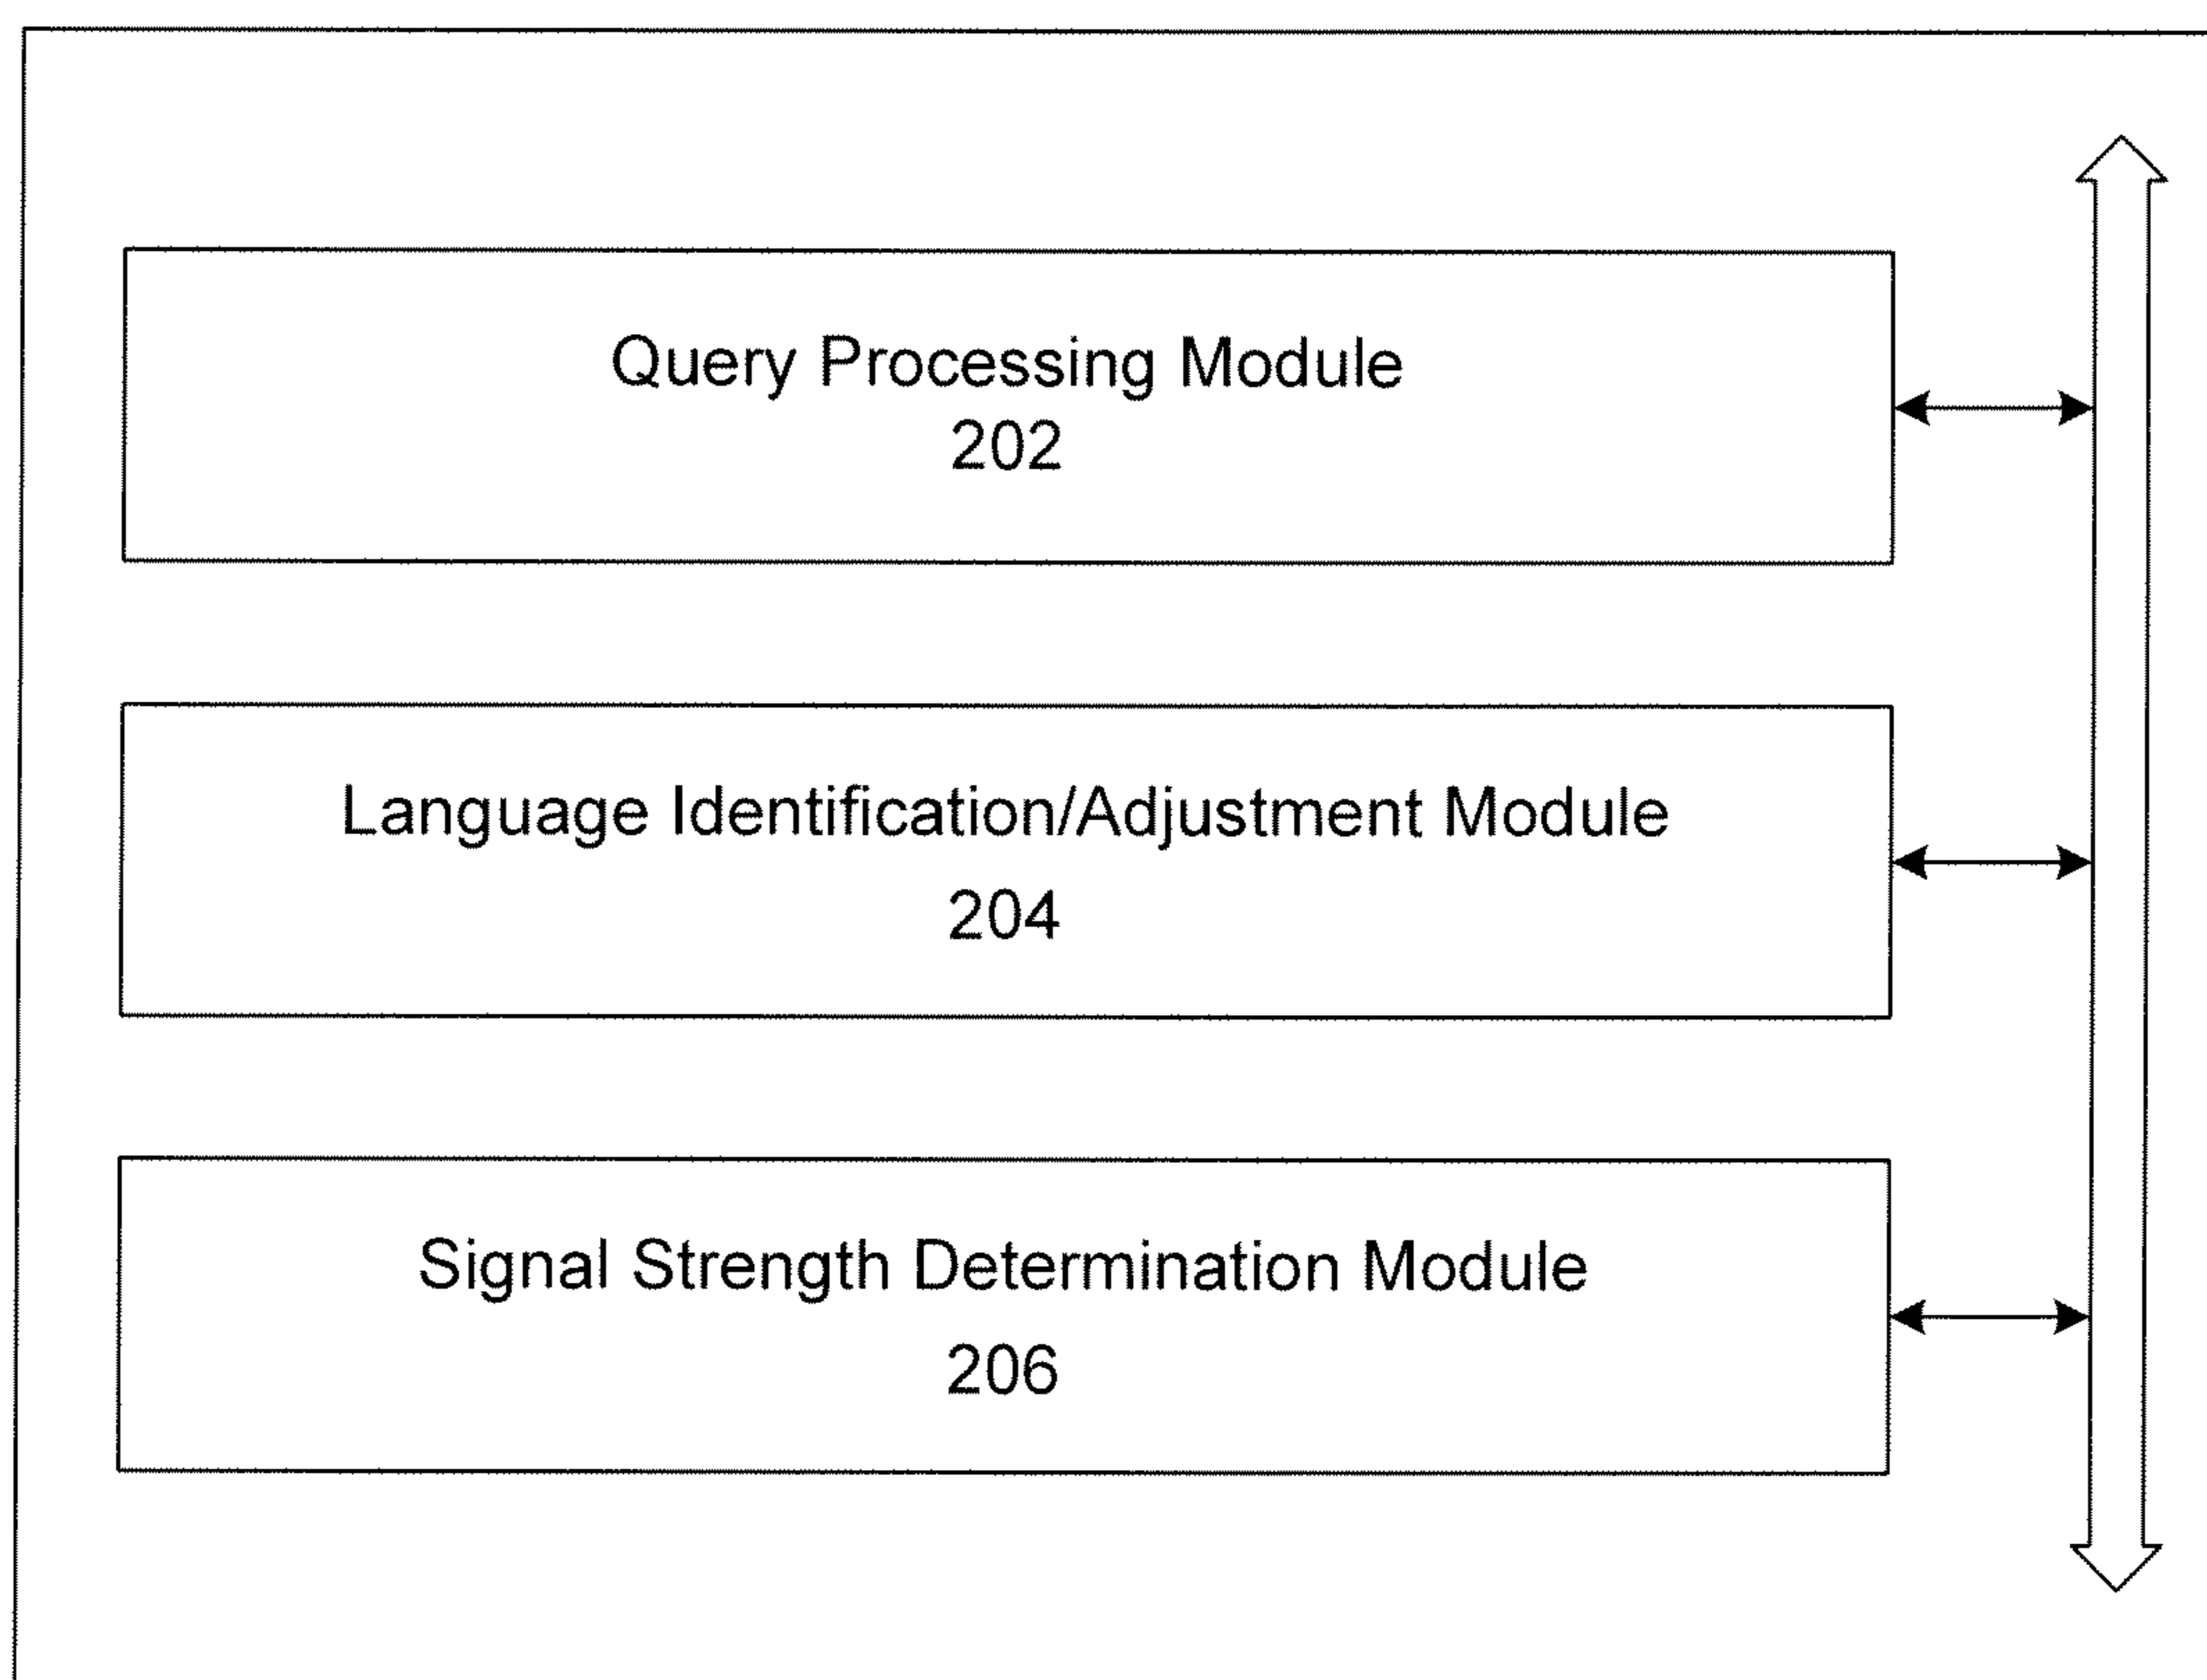 Query Processing Module
202
Language Identification/Adjustment Module
204
Signal Strength Determination Module
206